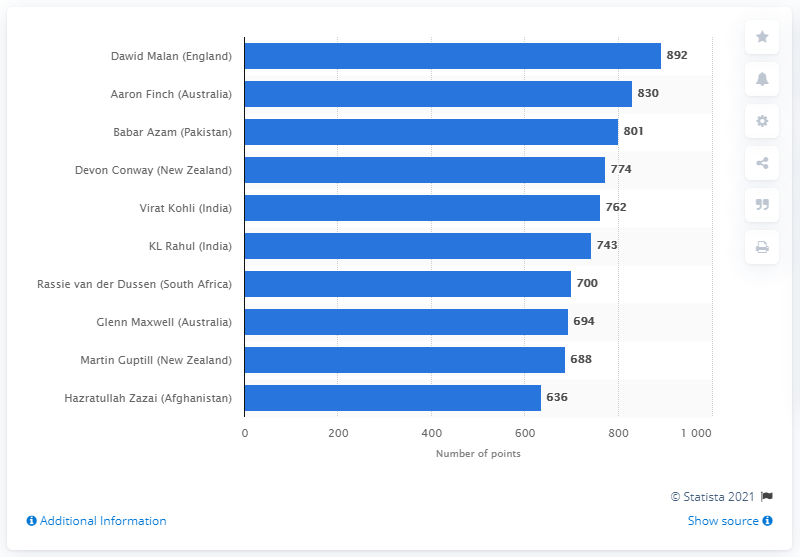 Dawid Malan (England) 892
Aaron Finch (Australia) 830
Babar Azam (Pakistan) 801
Devon Conway (New Zealand) 774
Virat Kohli (India) 762
KL Rahul (India) 743
Rassie van der Dussen (South Africa) 700
Glenn Maxwell (Australia) 694
Martin Guptill (New Zealand) 688
Hazratullah Zazai (Afghanistan) 636
0 200 400 600 800 1 000
Number of points
© Statista 2021
Additional Information Show source